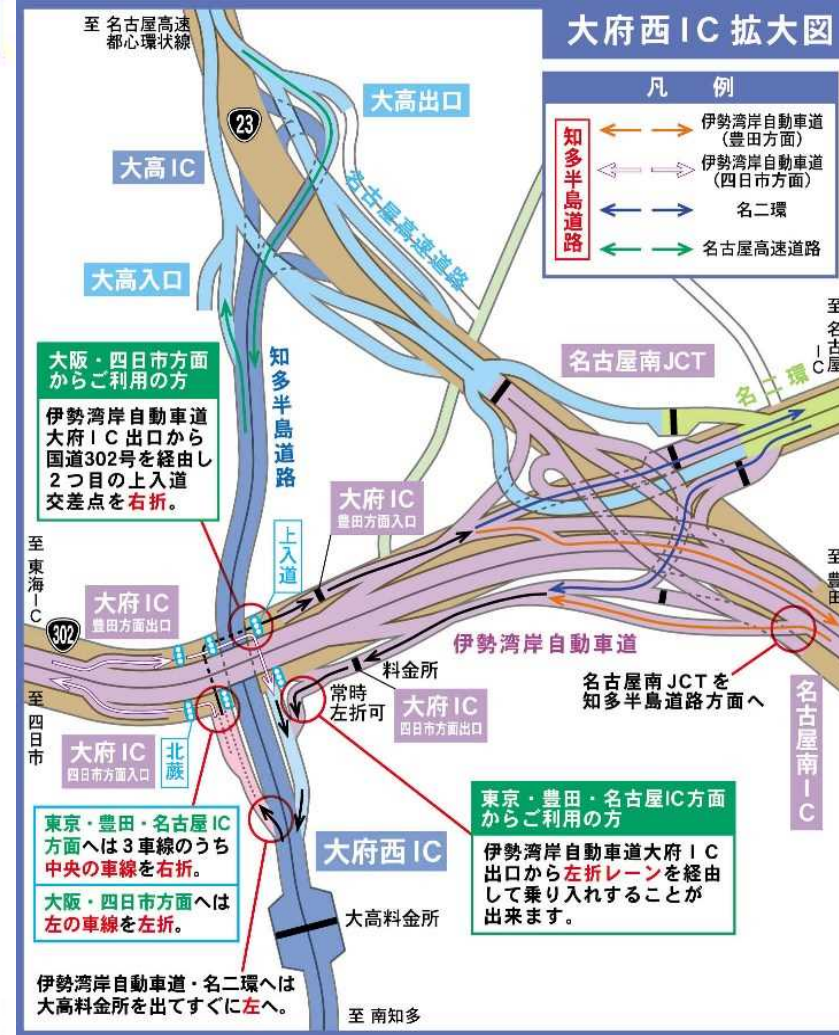 大府西IC拡大図
至 名古屋高速
都心環状線
凡 例
知多半島道路
伊勢湾岸自動車道
(豊田方面)
伊勢湾岸自動車道
(四日市方面)
名二環
名古屋高速道路
23
大高出口
大高IC
名古屋高速道路
大高入口
至 名古屋IC
名古屋南JCT
名二環
大阪・四日市方面
からご利用の方
伊勢湾岸自動車道
大府IC出口から
国道302号を経由し
2つ目の上入道
交差点を右折。
知多半島道路
大府IC
豊田方面入口
上入道
至 東海IC
302
大府IC
豊田方面出口
至 豊田
伊勢湾岸自動車道
料金所
常時
左折可
大府IC
四日市方面出口
名古屋南JCTを
知多半島道路方面へ
名古屋南IC
至 四日市
大府IC
四日市方面入口
北蕨
東京・豊田・名古屋IC
方面へは3車線のうち
中央の車線を右折。
大阪・四日市方面へは
左の車線を左折。
大府西IC
東京・豊田・名古屋IC方面
からご利用の方
伊勢湾岸自動車道大府IC
出口から左折レーンを経由
して乗り入れすることが
出来ます。
大高料金所
伊勢湾岸自動車道・名二環へは
大高料金所を出てすぐに左へ。
至 南知多